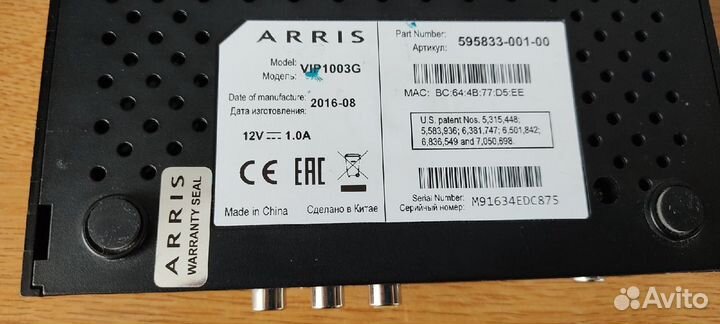 ARRIS
Model:
Модель: VIP1003G
Date of manufacture:
Дата изготовления: 2016-08
12V 1.0A
CE EAC
Made in China Сделано в Китае
Part Number:
Артикул: 595833-001-00
MAC: BC:64:4B:77:D5:EE
U.S. patent Nos. 5,315,448;
5,583,936; 6,381,747; 6,501,842;
6,836,549 and 7,050,698.
Serial Number:
Серийный номер: M91634EDC875
ARRIS
WARRANTY SEAL
Avito